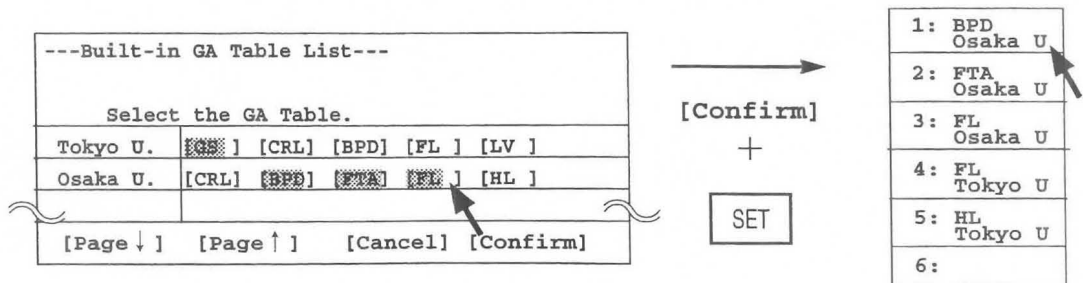 ---Built-in GA Table List---
Select the GA Table.
Tokyo U. [GS ] [CRL] [BPD] [FL ] [LV ]
Osaka U. [CRL] [BPD] [FTA] [FL ] [HL ]
[Page↓ ] [Page↑ ] [Cancel] [Confirm]
[Confirm]
+
SET
1: BPD
Osaka U
2: FTA
Osaka U
3: FL
Osaka U
4: FL
Tokyo U
5: HL
Tokyo U
6: